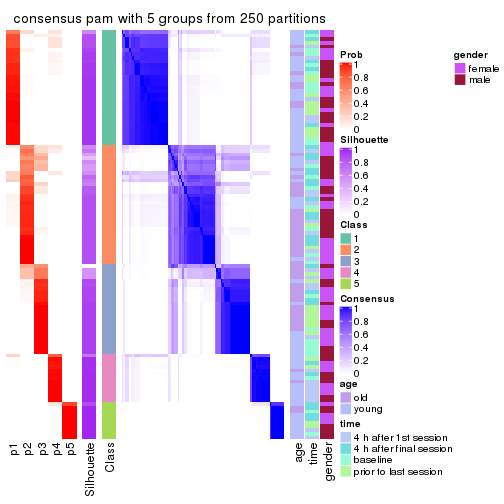 consensus pam with 5 groups from 250 partitions
Prob
1
0.8
0.6
0.4
0.2
0
gender
female
male
Silhouette
1
0.8
0.6
0.4
0.2
0
Class
1
2
3
4
5
Consensus
1
0.8
0.6
0.4
0.2
0
age
old
young
time
4 h after 1st session
4 h after final session
baseline
prior to last session
p1
p2
p3
p4
p5
Silhouette
Class
age
time
gender